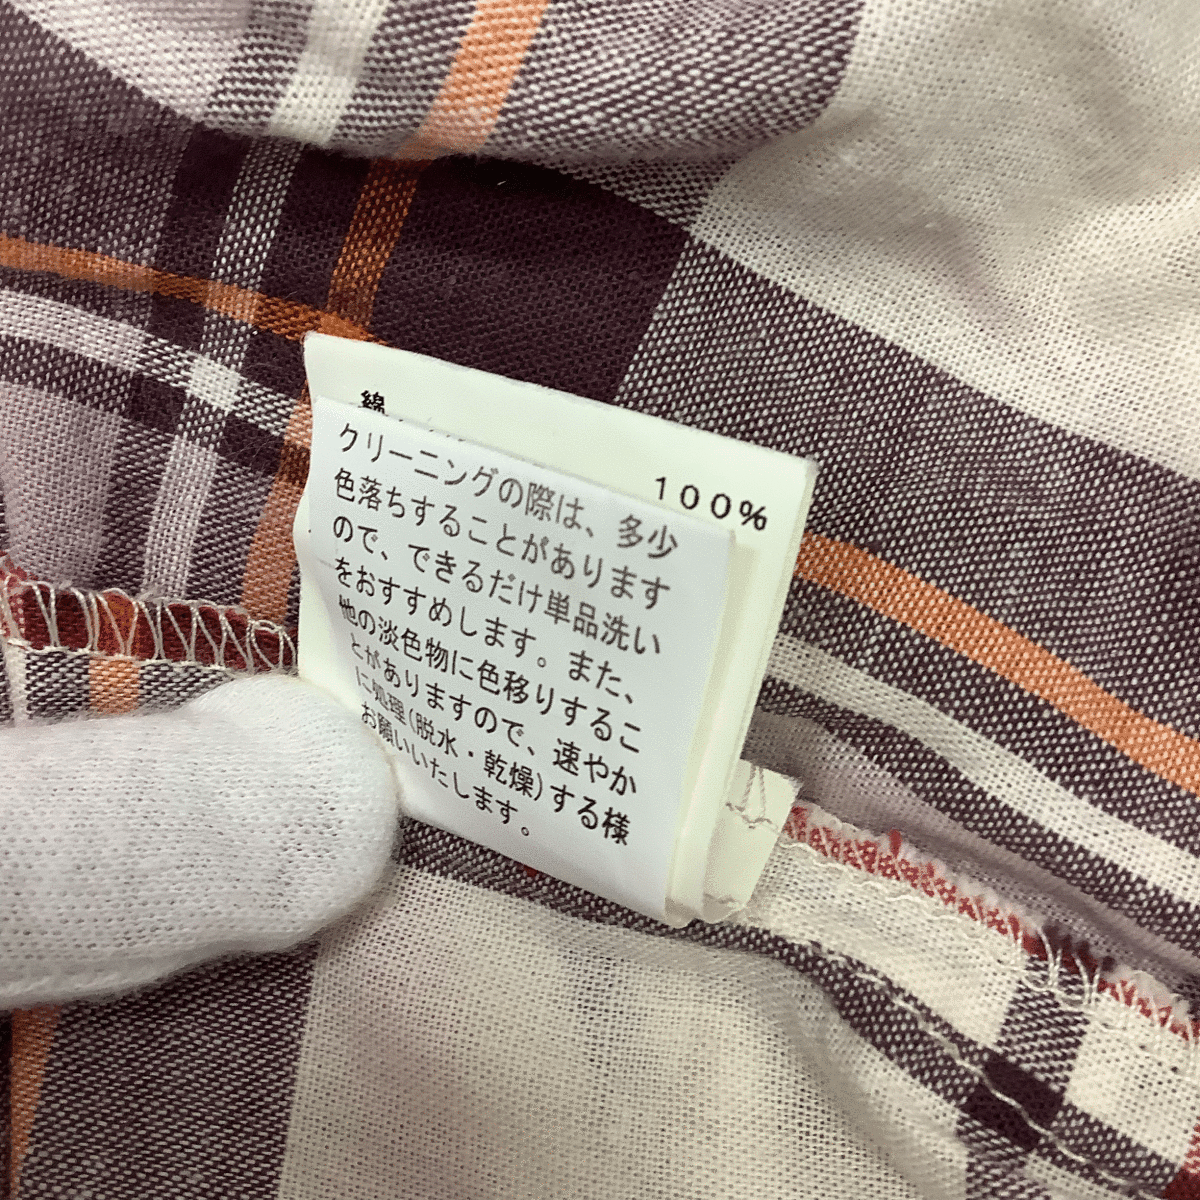 綿
100%
クリーニングの際は、多少
色落ちすることがあります
ので、できるだけ単品洗い
をおすすめします。また、
他の淡色物に色移りするこ
とがありますので、速やか
に処理(脱水・乾燥)する様
お願いいたします。